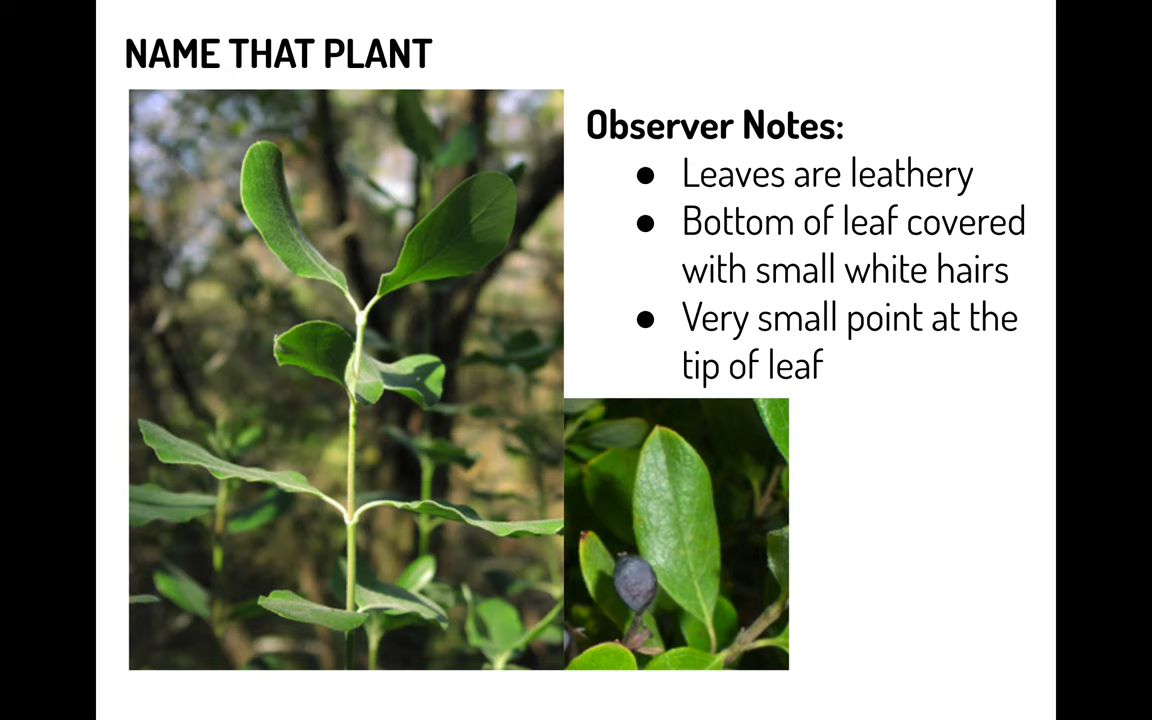 NAME THAT PLANT
Observer Notes:
● Leaves are leathery
● Bottom of leaf covered
with small white hairs
● Very small point at the
tip of leaf